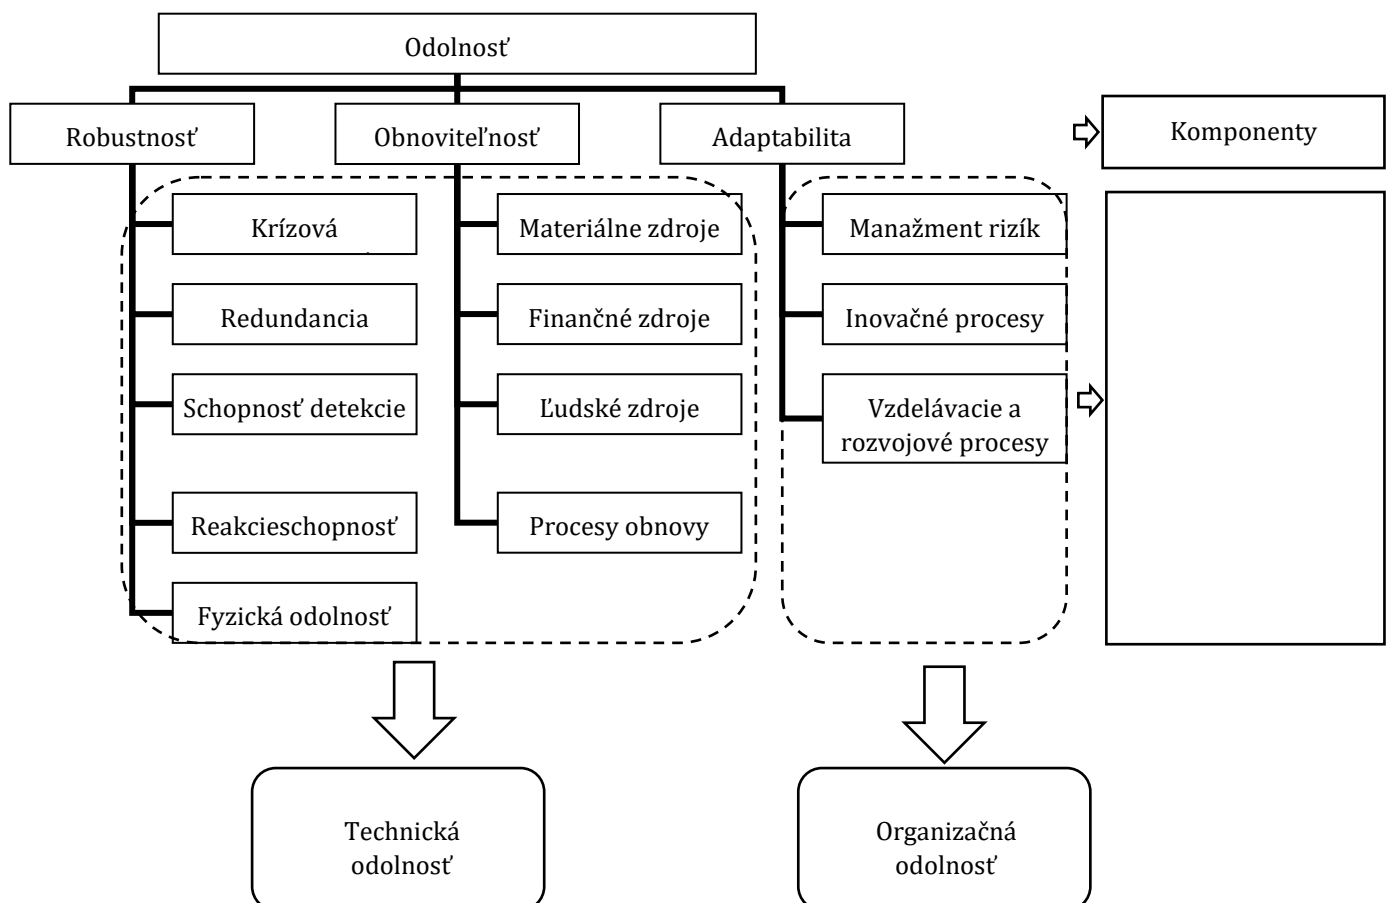 Odolnosť
Robustnosť
Obnoviteľnosť
Adaptabilita
Komponenty
Krízová
Materiálne zdroje
Manažment rizík
Redundancia
Finančné zdroje
Inovačné procesy
Schopnosť detekcie
Ľudské zdroje
Vzdelávacie a
rozvojové procesy
Reakcieschopnosť
Procesy obnovy
Fyzická odolnosť
Technická
odolnosť
Organizačná
odolnosť